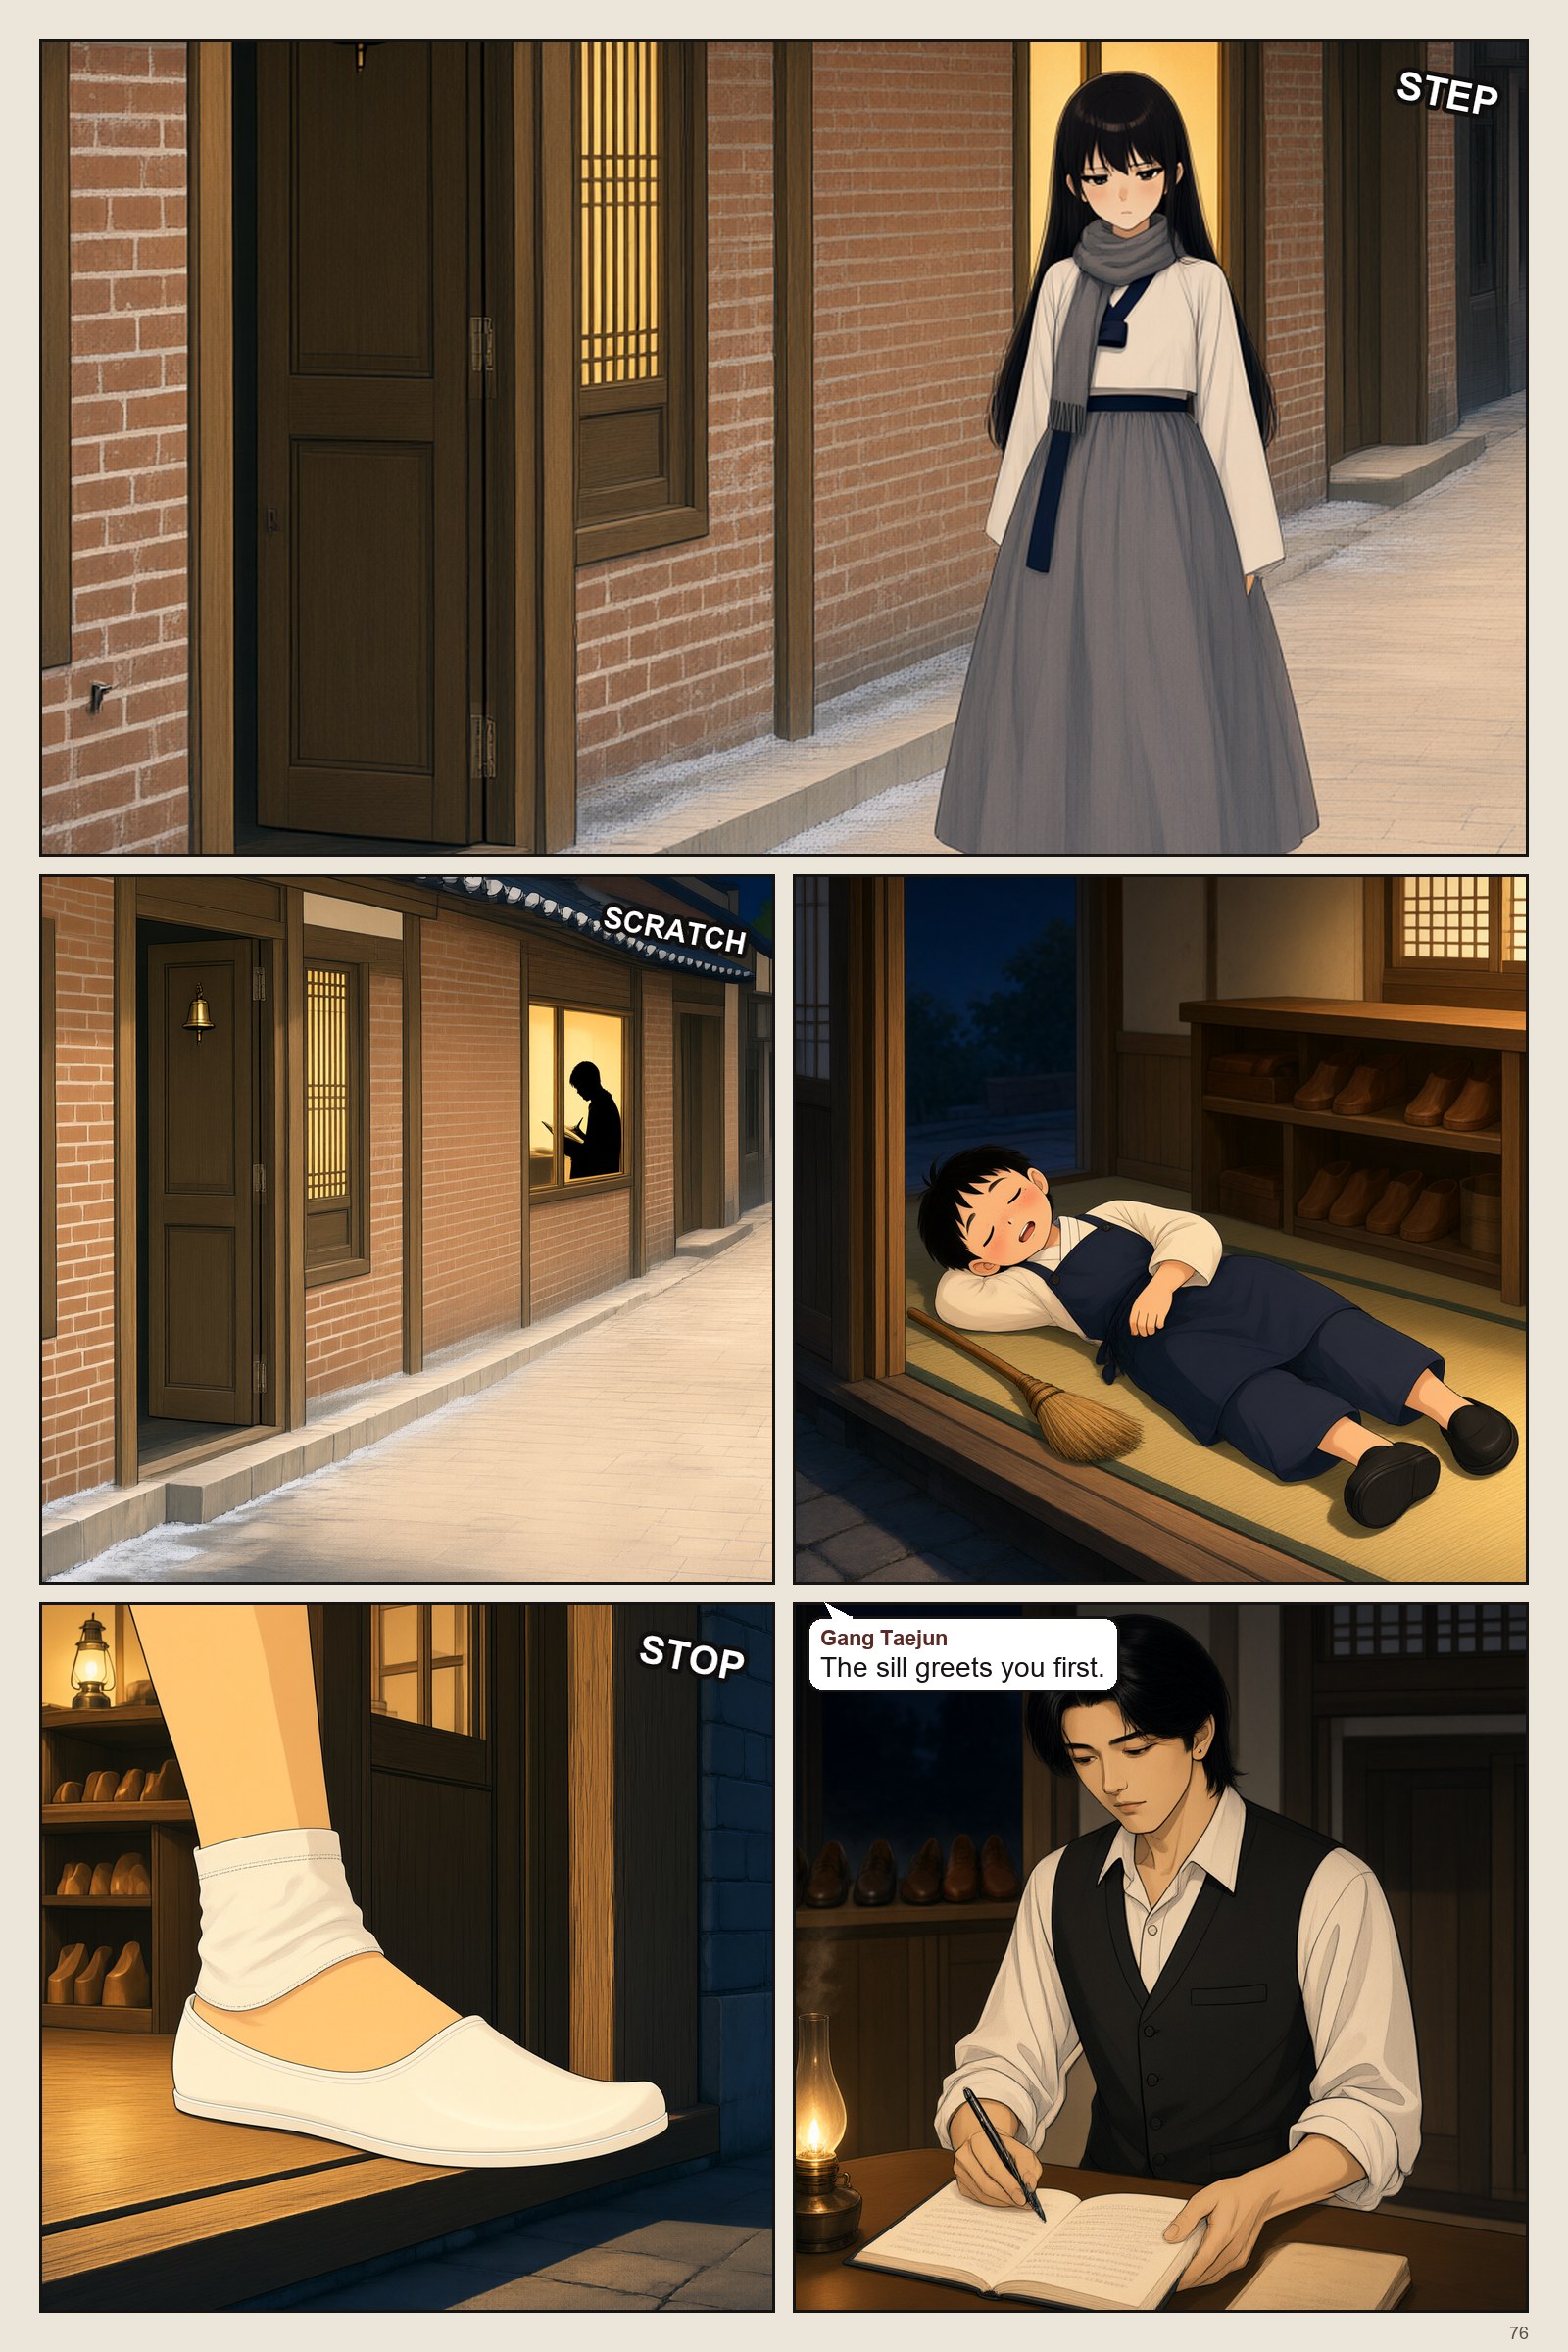 STEP
SCRATCH
STOP
Gang Taejun
The sill greets you first.
76